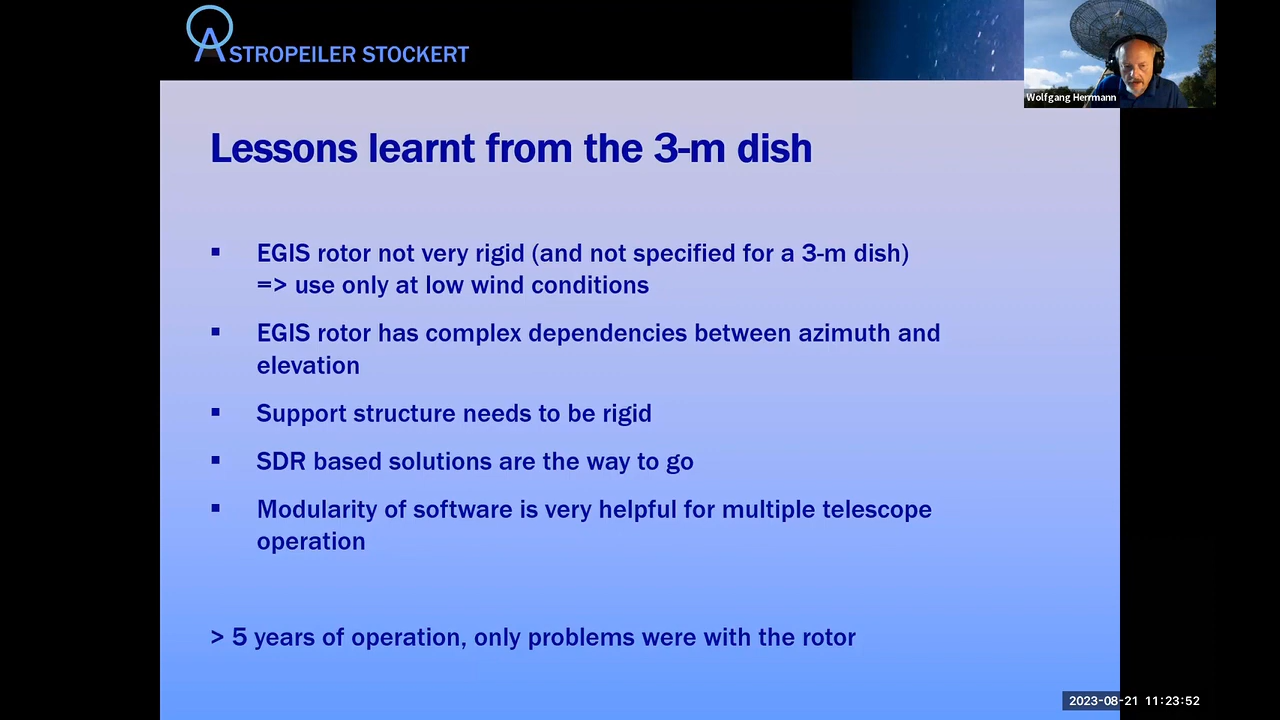 ASTROPEILER STOCKERT
Wolfgang Herrmann
Lessons learnt from the 3-m dish
▪ EGIS rotor not very rigid (and not specified for a 3-m dish)
=> use only at low wind conditions
▪ EGIS rotor has complex dependencies between azimuth and
elevation
▪ Support structure needs to be rigid
▪ SDR based solutions are the way to go
▪ Modularity of software is very helpful for multiple telescope
operation
> 5 years of operation, only problems were with the rotor
2023-08-21 11:23:52